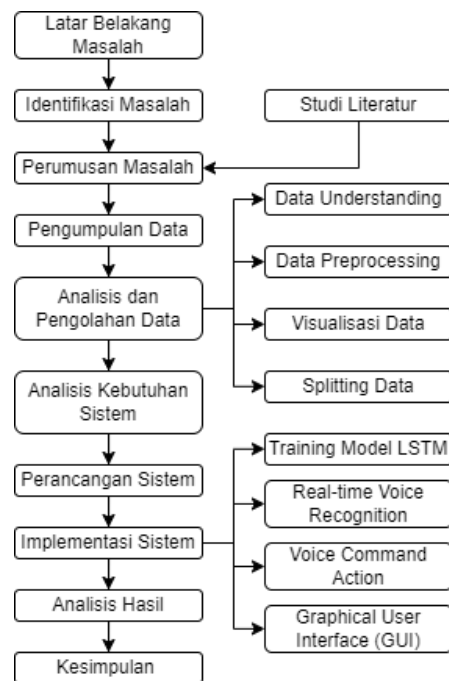 Latar Belakang
Masalah
Identifikasi Masalah
Studi Literatur
Perumusan Masalah
Pengumpulan Data
Analisis dan
Pengolahan Data
Data Understanding
Data Preprocessing
Visualisasi Data
Splitting Data
Analisis Kebutuhan
Sistem
Perancangan Sistem
Implementasi Sistem
Training Model LSTM
Real-time Voice
Recognition
Voice Command
Action
Graphical User
Interface (GUI)
Analisis Hasil
Kesimpulan